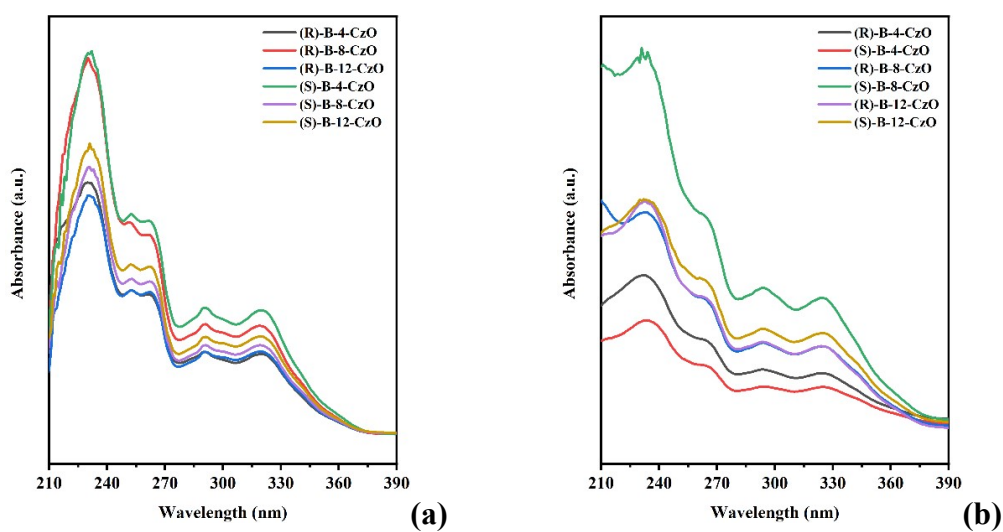 (R)-B-4-CzO
(R)-B-8-CzO
(R)-B-12-CzO
(S)-B-4-CzO
(S)-B-8-CzO
(S)-B-12-CzO
Absorbance (a.u.)
210 240 270 300 330 360 390
Wavelength (nm)
(a)
(R)-B-4-CzO
(S)-B-4-CzO
(R)-B-8-CzO
(S)-B-8-CzO
(R)-B-12-CzO
(S)-B-12-CzO
Absorbance (a.u.)
210 240 270 300 330 360 390
Wavelength (nm)
(b)